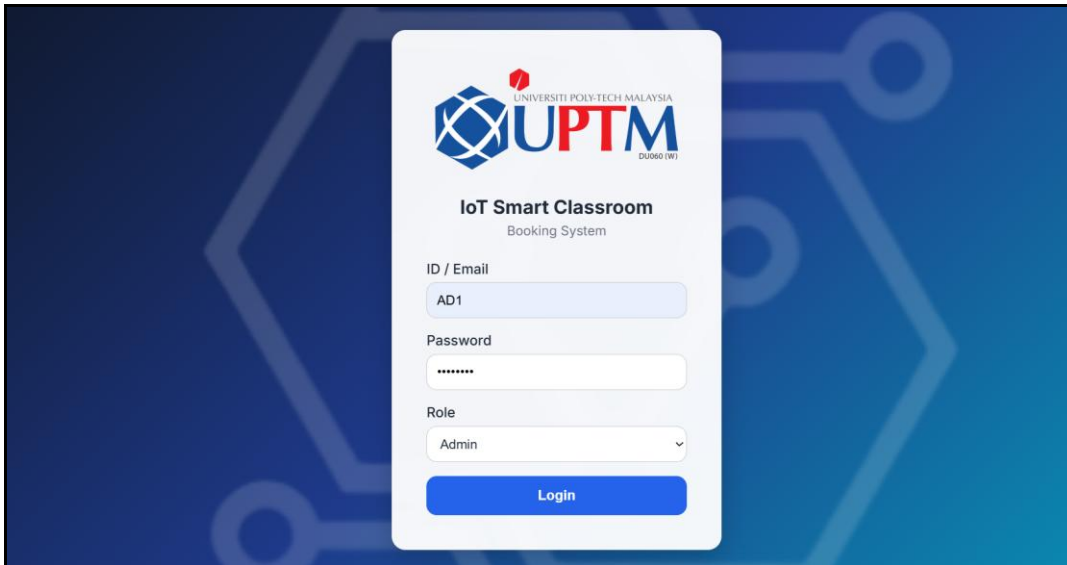 UNIVERSITI POLY-TECH MALAYSIA
UPTM
DU060 (W)
IoT Smart Classroom
Booking System
ID / Email
AD1
Password
••••••••
Role
Admin
Login